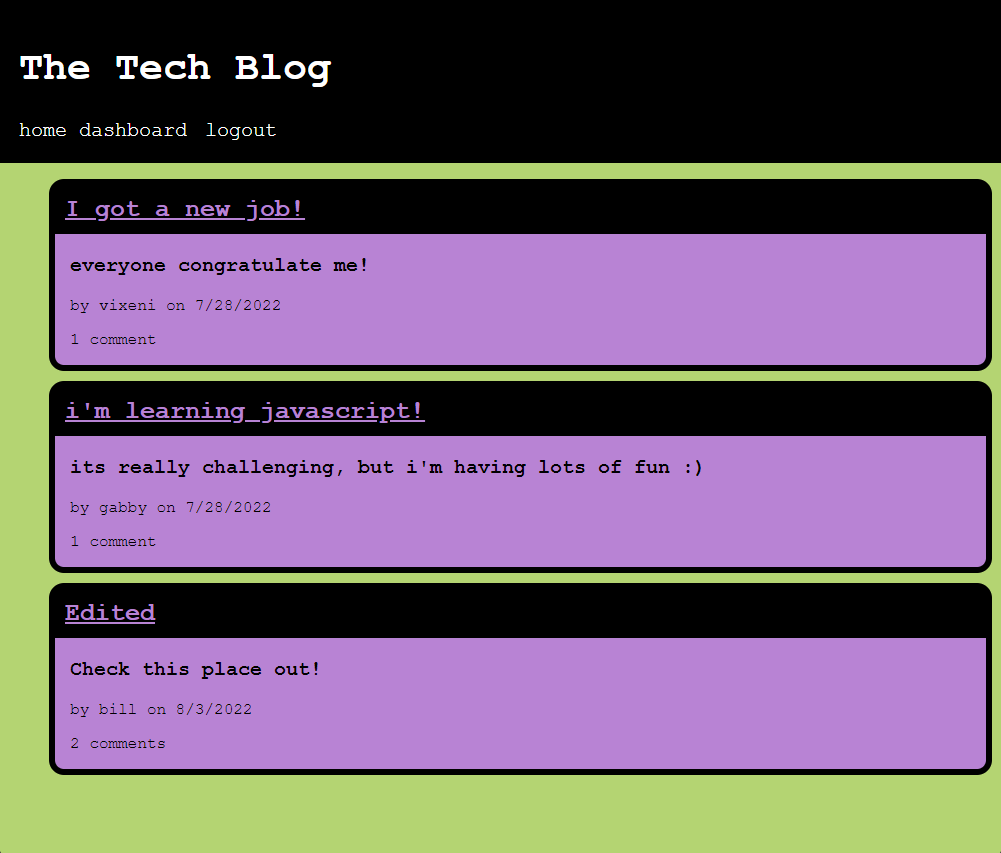 The Tech Blog
home dashboard logout
I got a new job!
everyone congratulate me!
by vixeni on 7/28/2022
1 comment
i'm learning javascript!
its really challenging, but i'm having lots of fun :)
by gabby on 7/28/2022
1 comment
Edited
Check this place out!
by bill on 8/3/2022
2 comments